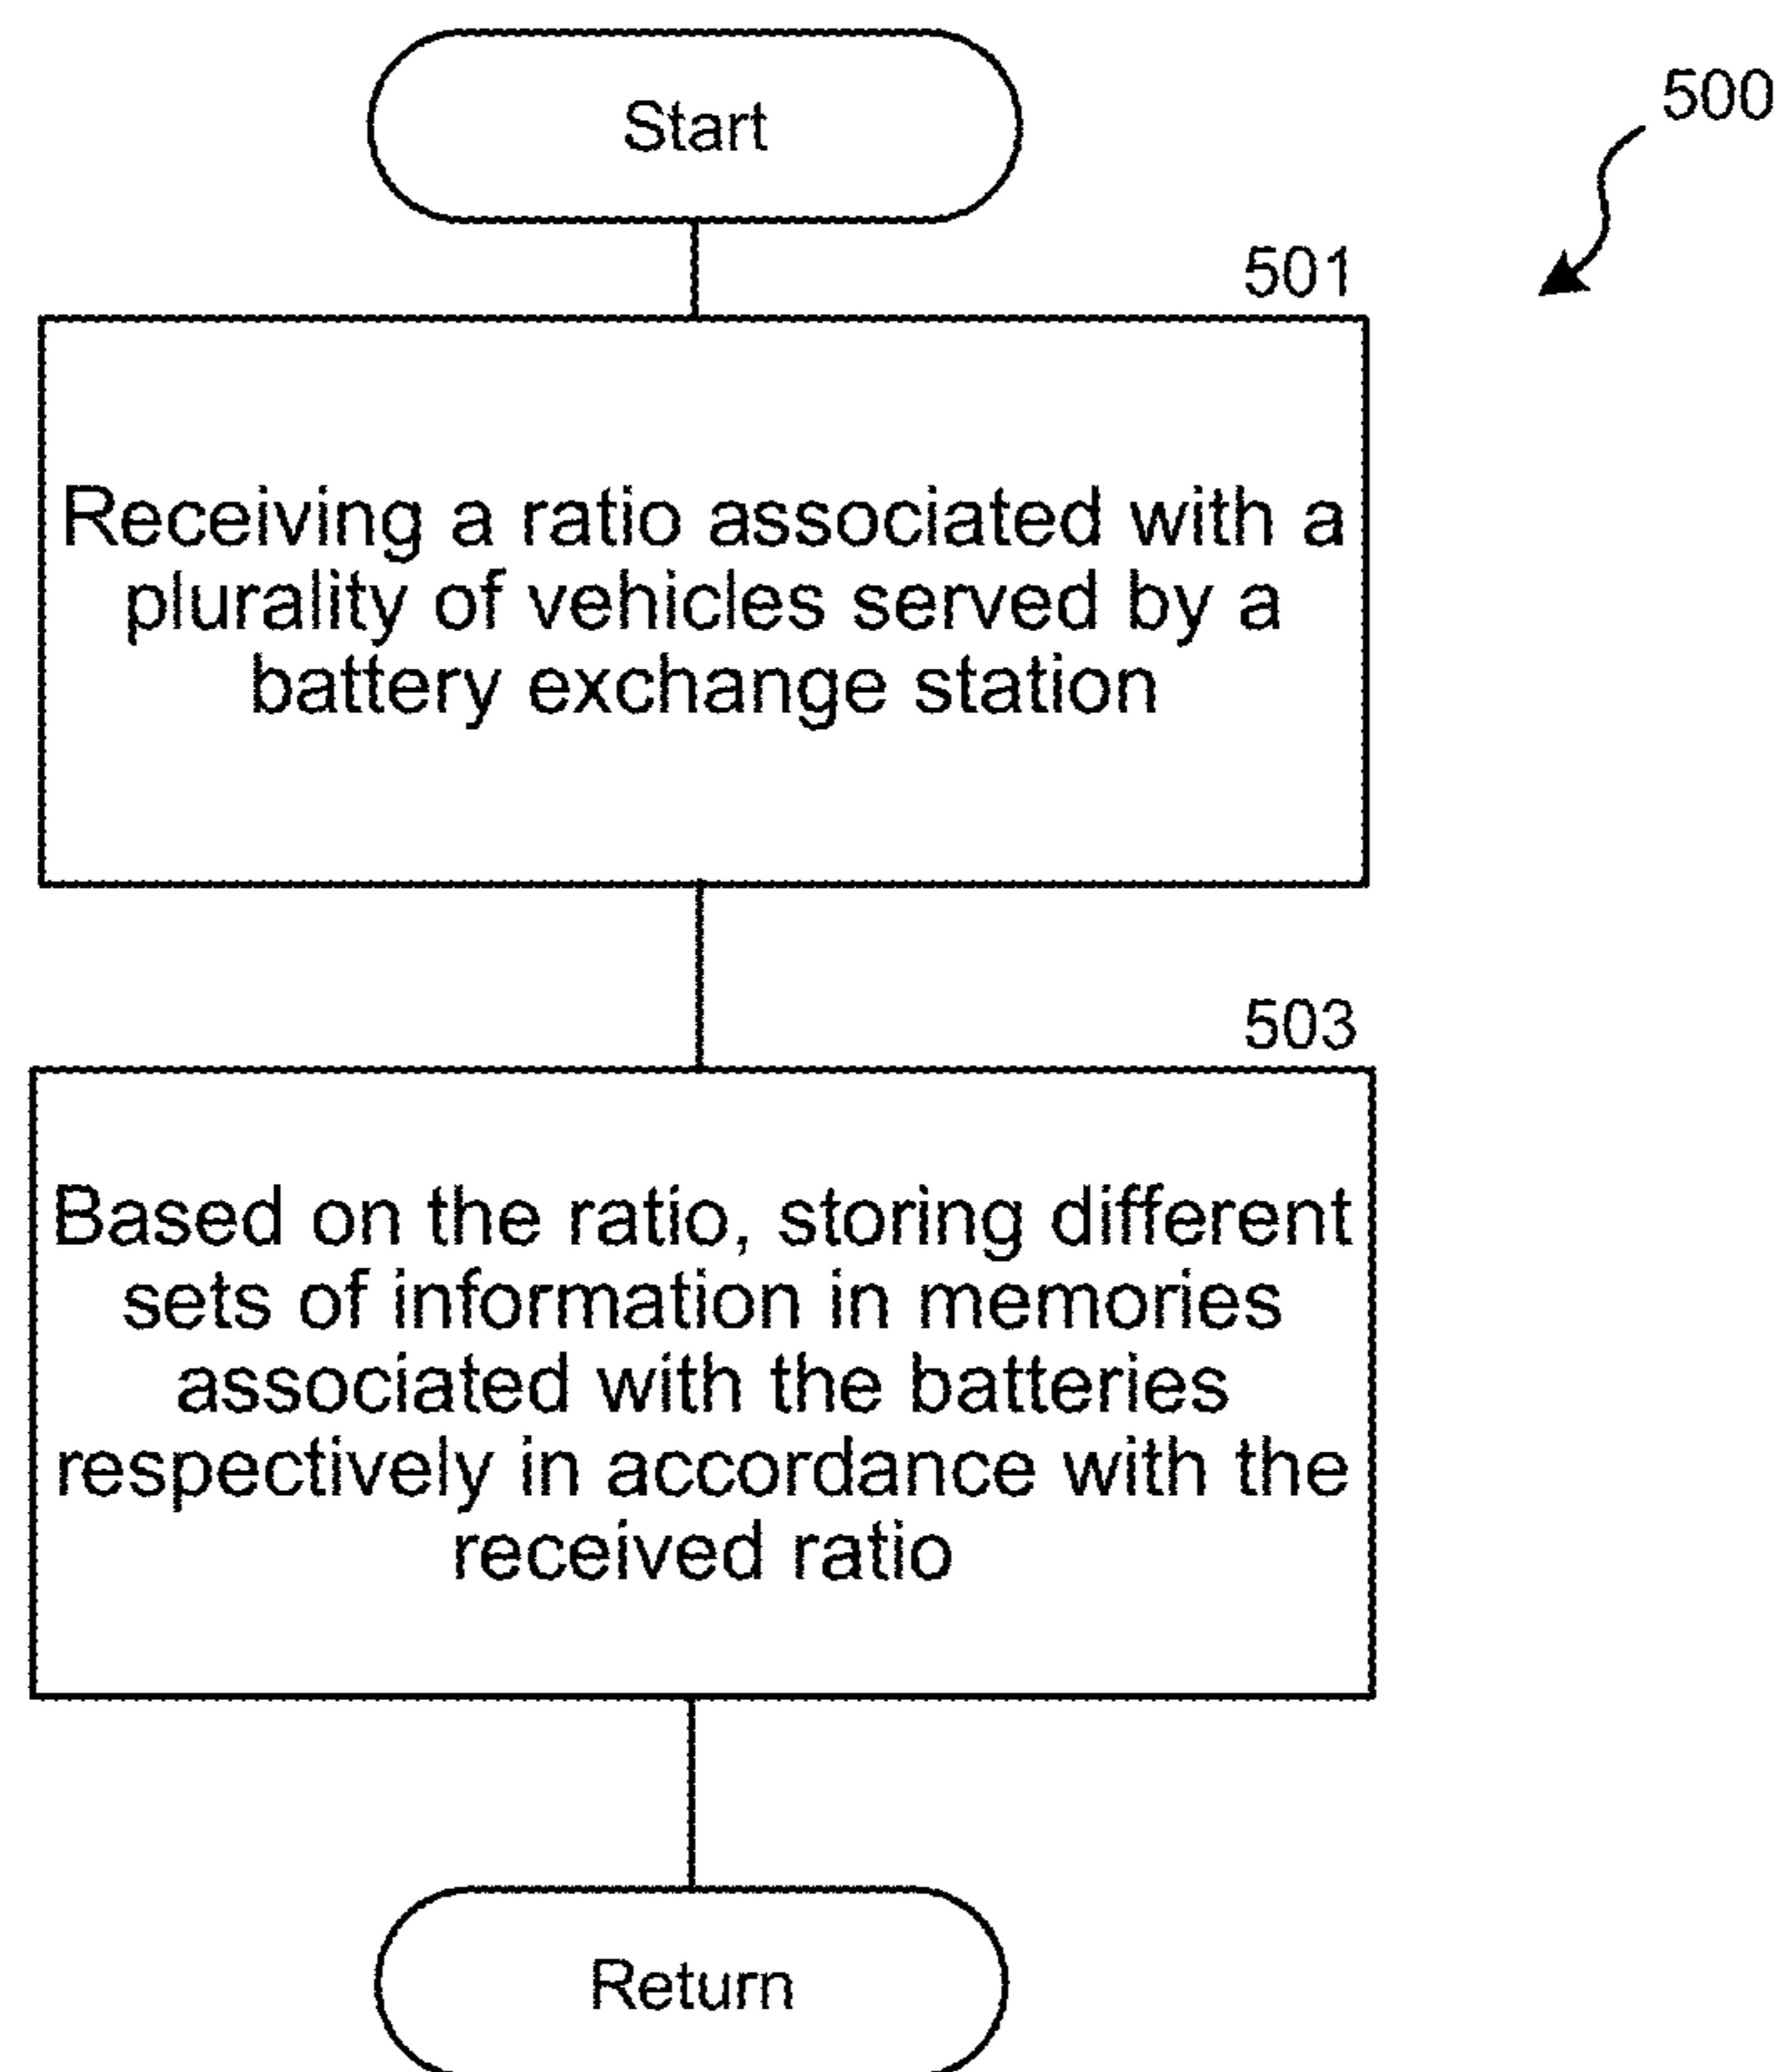 Start
500
501
Receiving a ratio associated with a
plurality of vehicles served by a
battery exchange station
503
Based on the ratio, storing different
sets of information in memories
associated with the batteries
respectively in accordance with the
received ratio
Return